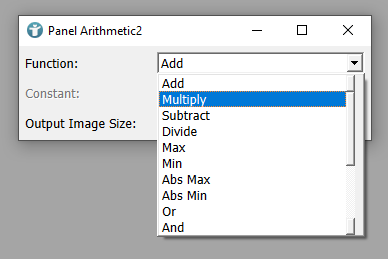 Panel Arithmetic2
Function:
Add
Add
Constant:
Multiply
Subtract
Output Image Size:
Divide
Max
Min
Abs Max
Abs Min
Or
And